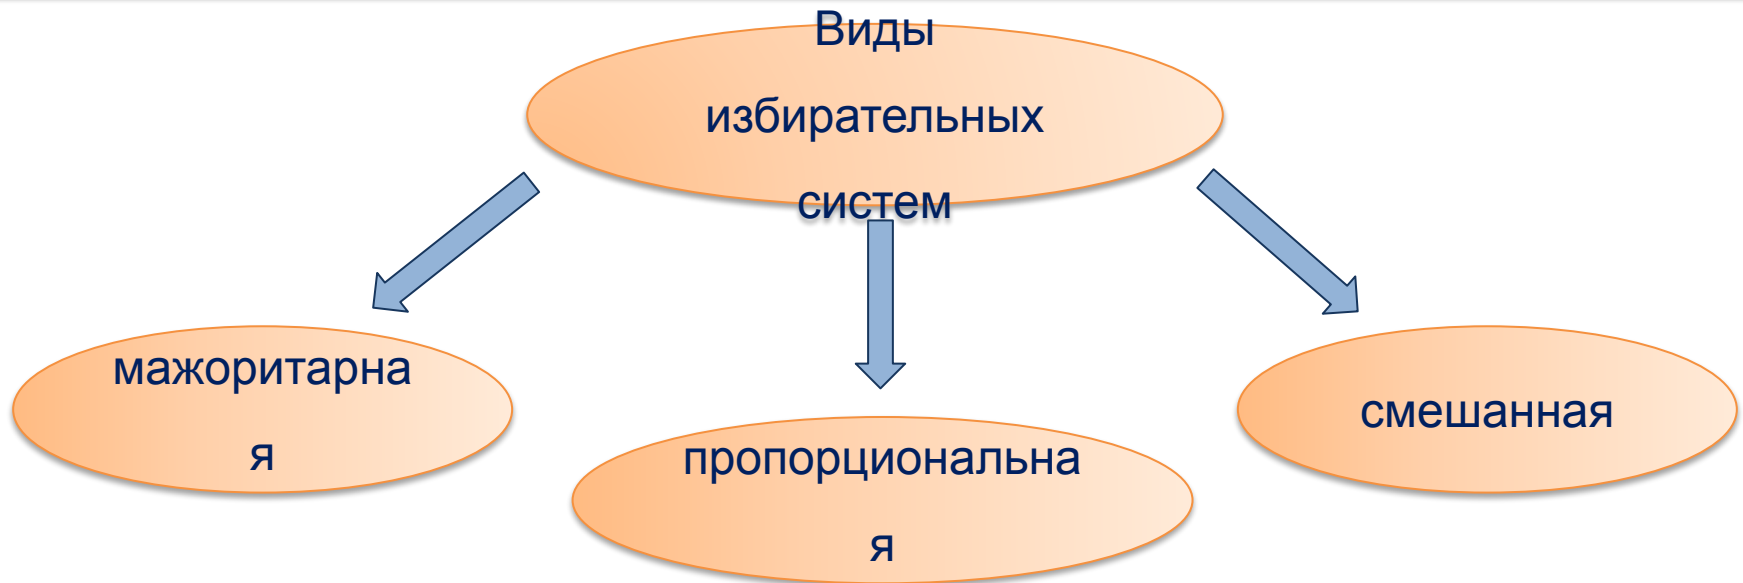 Виды
избирательных
систем
мажоритарна
я
пропорциональна
я
смешанная